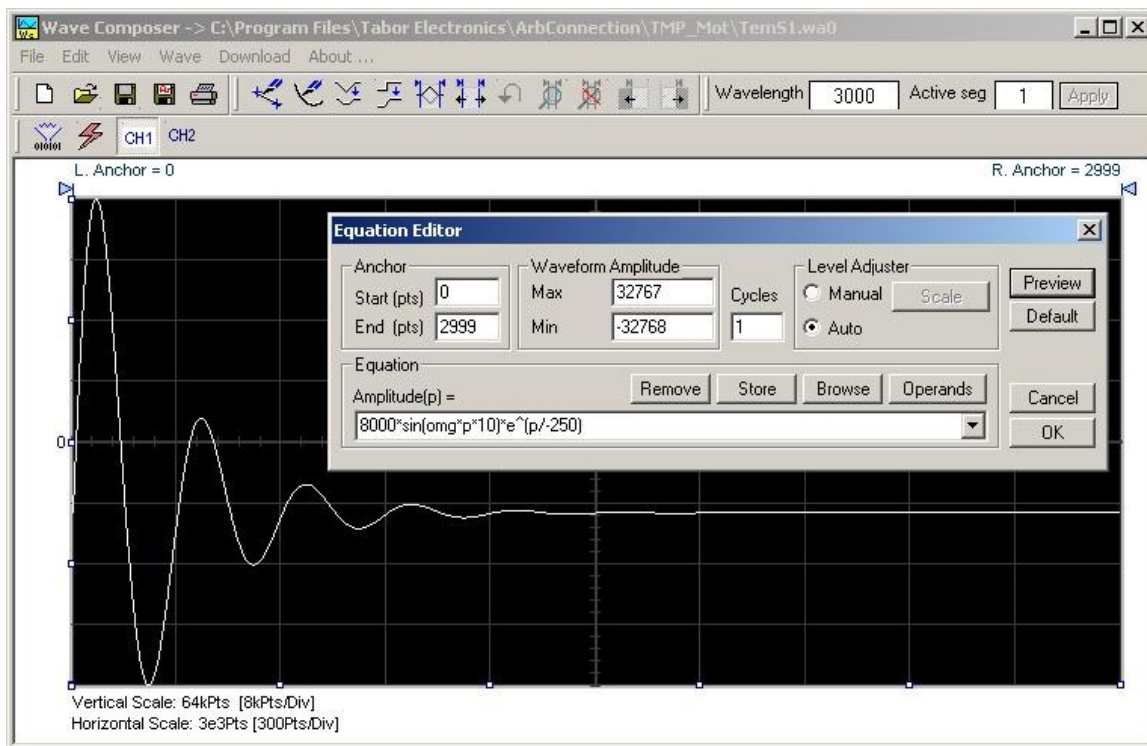 Wave Composer -> C:\Program Files\Tabor Electronics\ArbConnection\TMP_Mot\Tem51.wa0
File Edit View Wave Download About ...
Wavelength 3000 Active seg 1 Apply
CH1 CH2
L. Anchor = 0 R. Anchor = 2999
Equation Editor
Anchor Waveform Amplitude Level Adjuster
Start (pts) 0 Max 32767 Cycles Manual Scale Preview
End (pts) 2999 Min -32768 1 Auto Default
Equation
Amplitude(p) = Remove Store Browse Operands Cancel
8000*sin(omg*p*10)*e^(p/-250) OK
0
Vertical Scale: 64kPts [8kPts/Div]
Horizontal Scale: 3e3Pts [300Pts/Div]